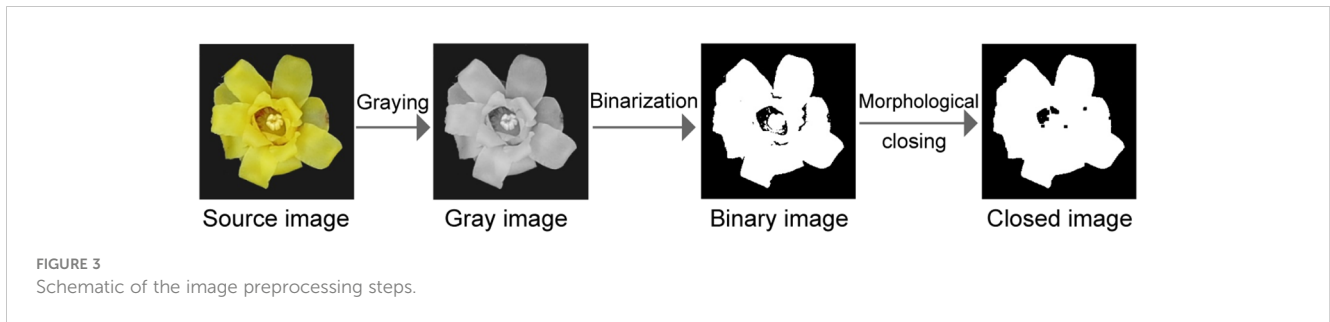 Graying
Binarization
Morphological
closing
Source image
Gray image
Binary image
Closed image
FIGURE 3
Schematic of the image preprocessing steps.